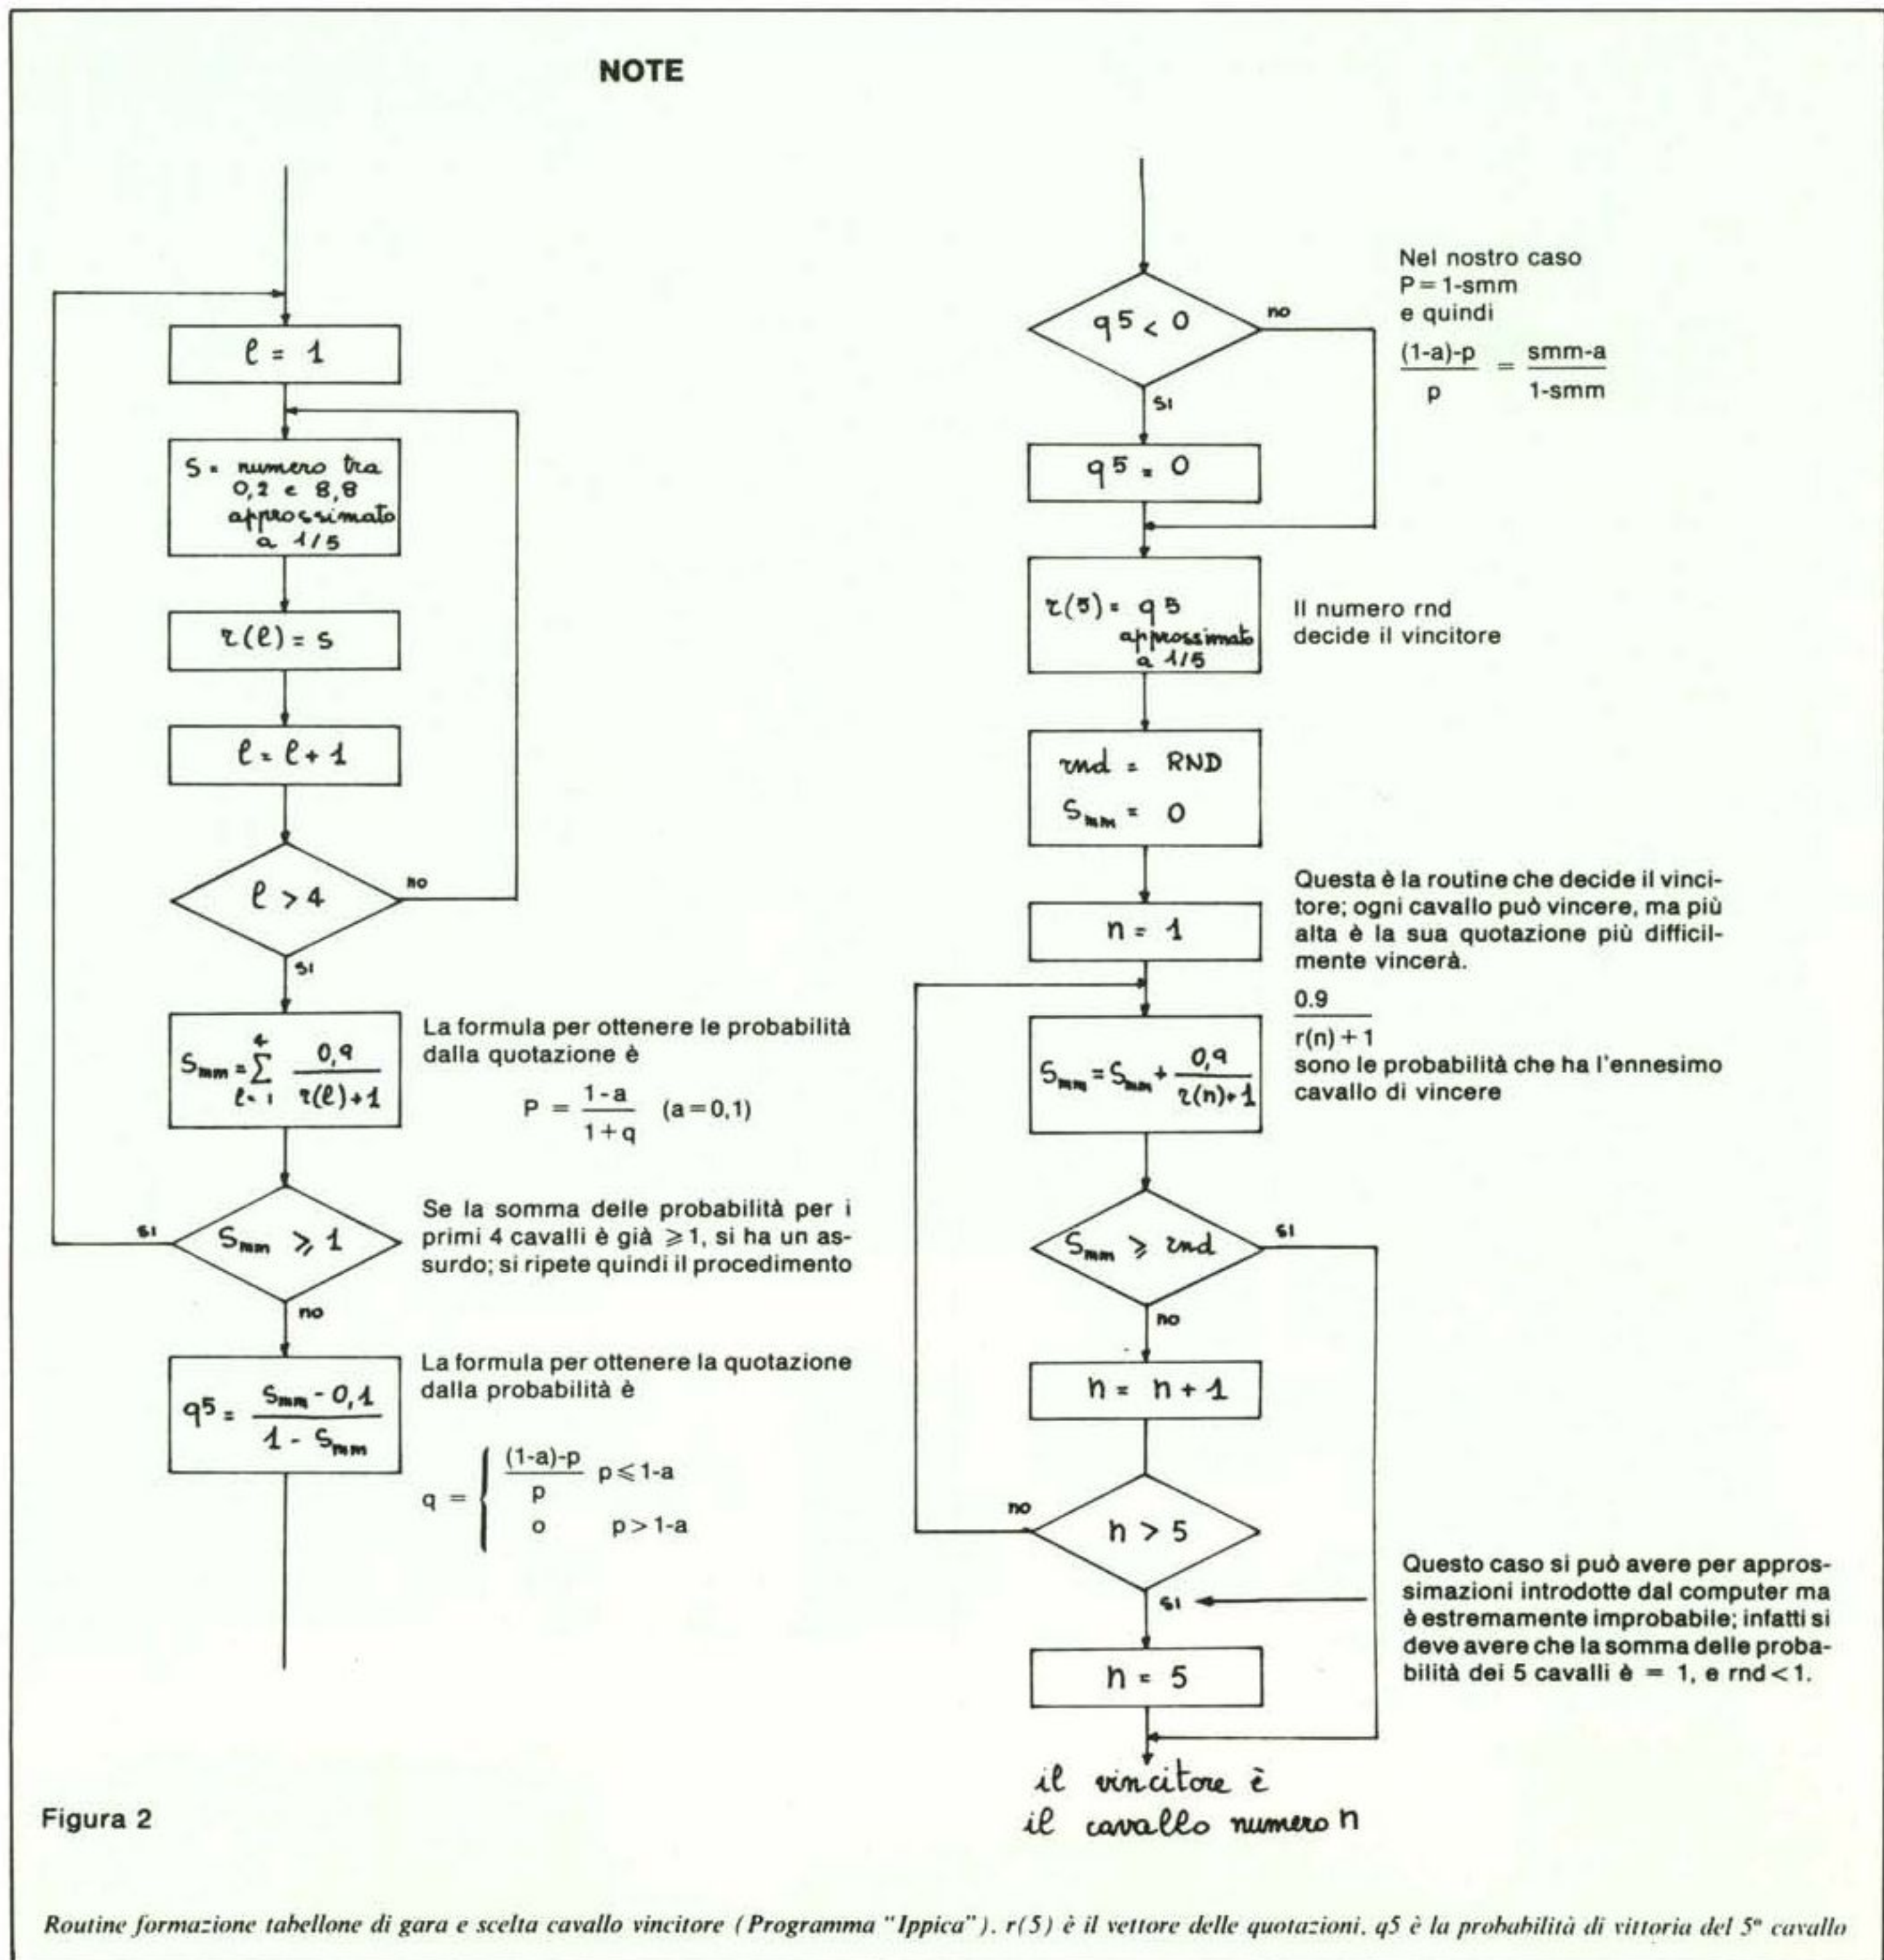 NOTE
ℓ = 1
S = numero tra
0,2 e 8,8
approssimato
a 1/5
r(ℓ) = s
ℓ = ℓ + 1
ℓ > 4
no
si
Smm = 4 Σ ℓ=1 0,9 / r(ℓ)+1
La formula per ottenere le probabilità
dalla quotazione è
P = 1-a / 1+q (a=0,1)
Smm ⩾ 1
si
no
Se la somma delle probabilità per i
primi 4 cavalli è già ⩾1, si ha un as-
surdo; si ripete quindi il procedimento
q5 = Smm - 0,1 / 1 - Smm
La formula per ottenere la quotazione
dalla probabilità è
q = { (1-a)-p / p p⩽1-a
o p>1-a
q5 < 0
no
si
Nel nostro caso
P=1-smm
e quindi
(1-a)-p / p = smm-a / 1-smm
q5 = 0
r(5) = q5
approssimato
a 1/5
Il numero rnd
decide il vincitore
rnd = RND
Smm = 0
n = 1
Questa è la routine che decide il vinci-
tore; ogni cavallo può vincere, ma più
alta è la sua quotazione più difficil-
mente vincerà.
0.9
r(n)+1
sono le probabilità che ha l'ennesimo
cavallo di vincere
Smm = Smm + 0,9 / r(n)+1
Smm ⩾ rnd
si
no
n = n + 1
n > 5
no
si
Questo caso si può avere per appros-
simazioni introdotte dal computer ma
è estremamente improbabile; infatti si
deve avere che la somma delle proba-
bilità dei 5 cavalli è = 1, e rnd<1.
n = 5
il vincitore è
il cavallo numero n
Figura 2
Routine formazione tabellone di gara e scelta cavallo vincitore (Programma "Ippica"). r(5) è il vettore delle quotazioni. q5 è la probabilità di vittoria del 5º cavallo